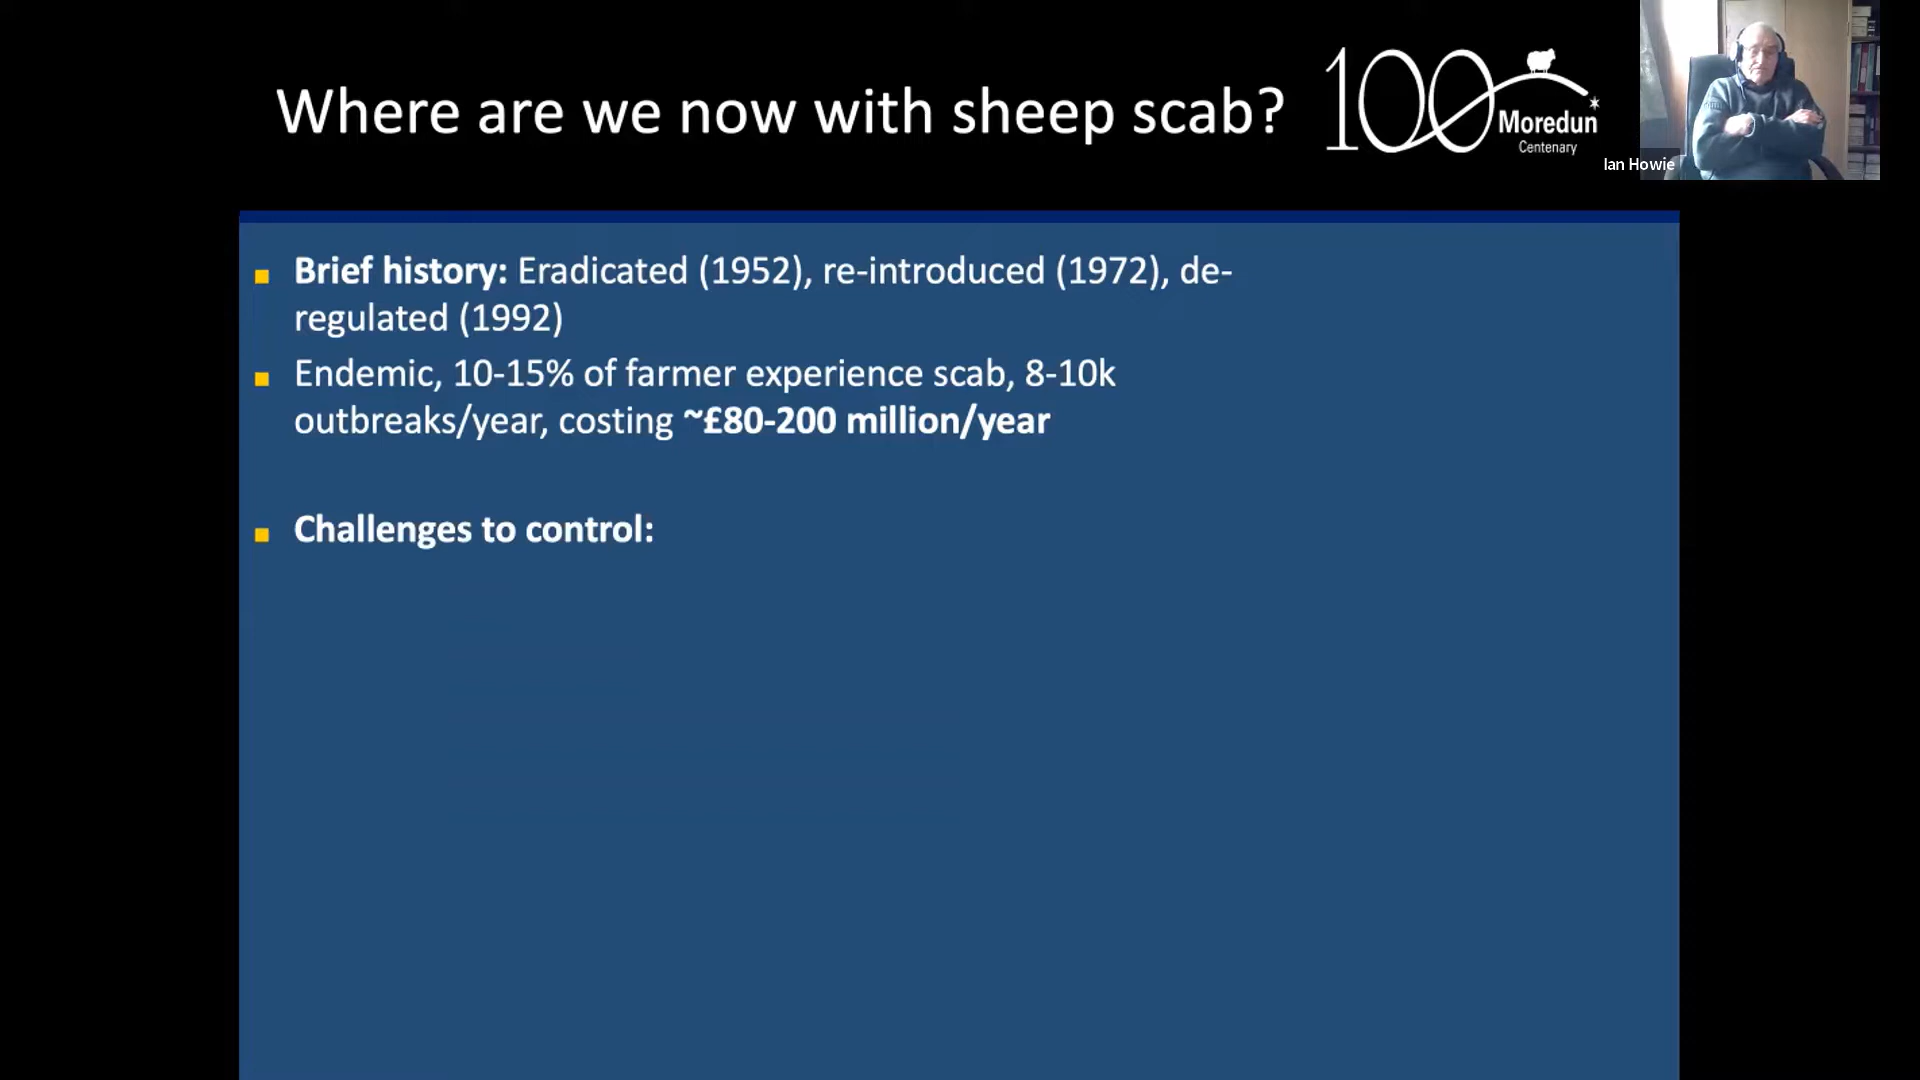 Where are we now with sheep scab?
100
Moredun
Centenary
Ian Howie
Brief history: Eradicated (1952), re-introduced (1972), de-
regulated (1992)
Endemic, 10-15% of farmer experience scab, 8-10k
outbreaks/year, costing ~£80-200 million/year
Challenges to control: